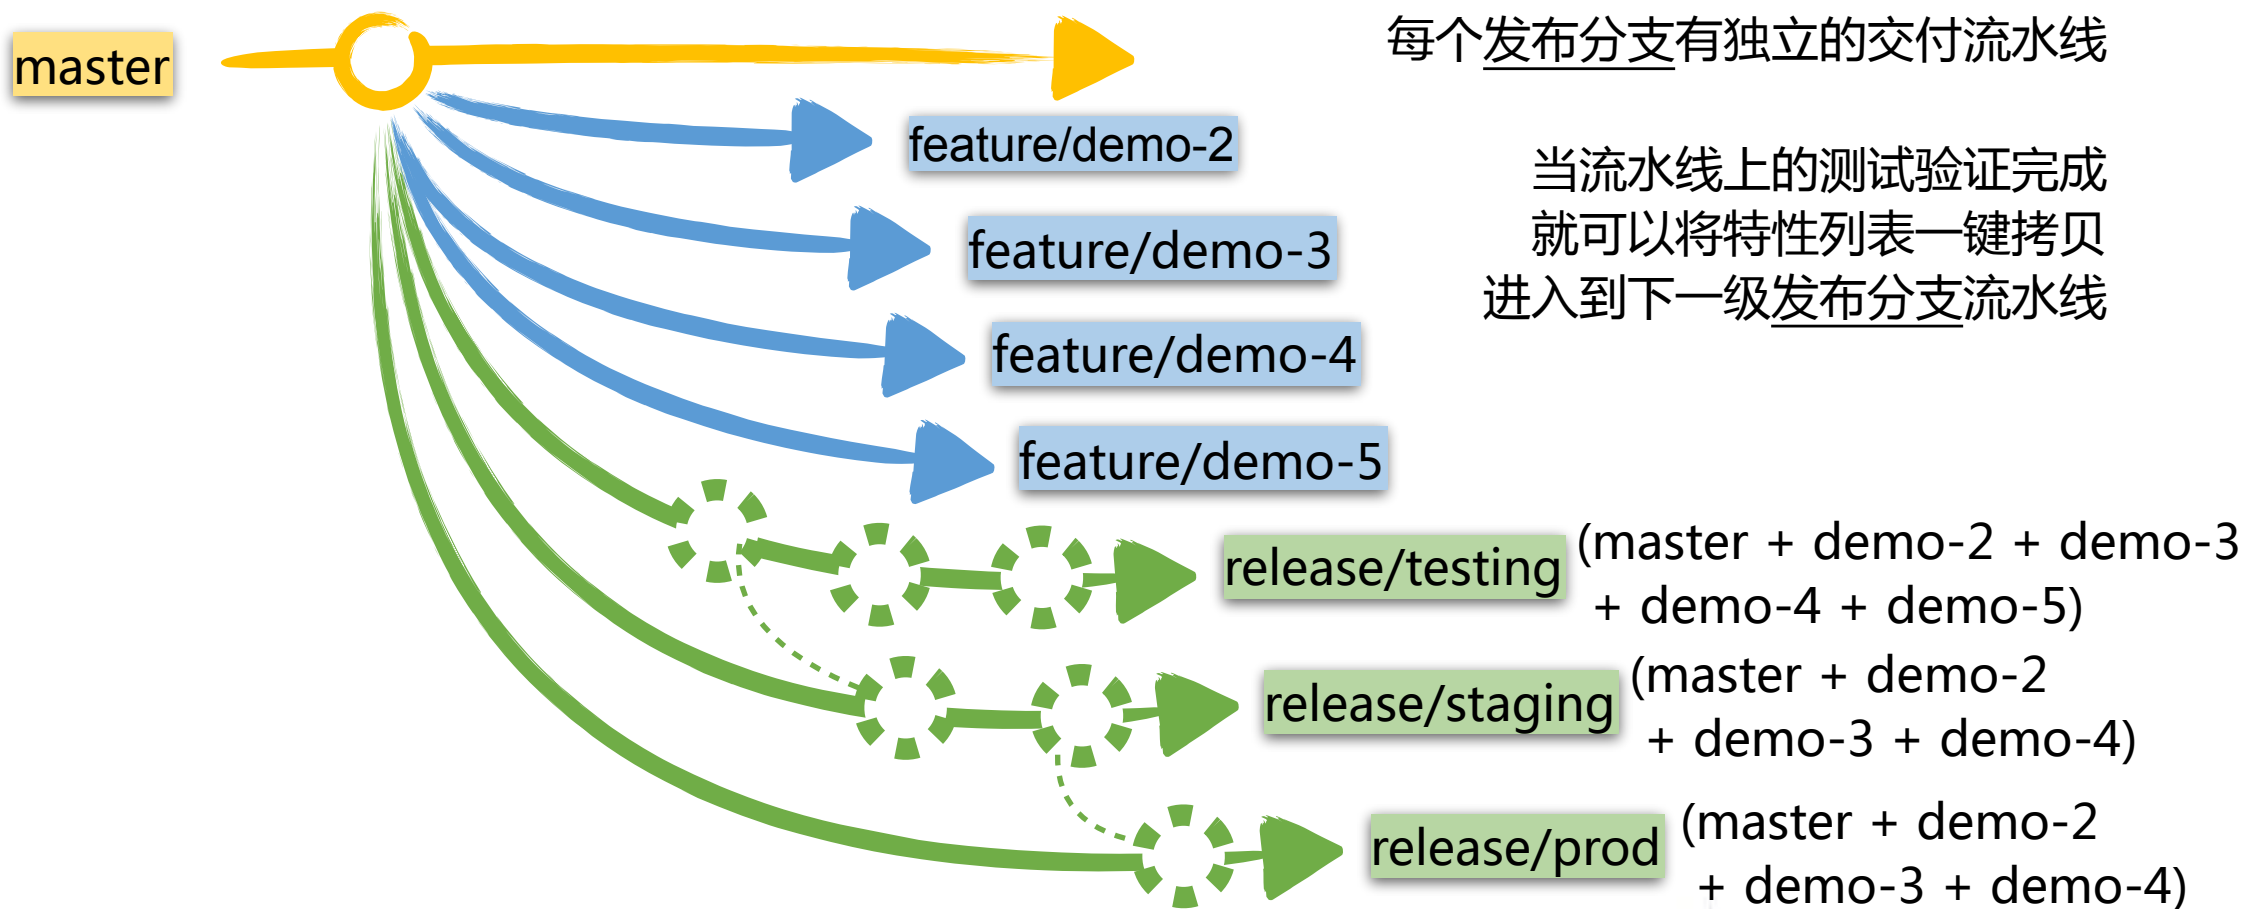 master
每个发布分支有独立的交付流水线
feature/demo-2
当流水线上的测试验证完成
就可以将特性列表一键拷贝
进入到下一级发布分支流水线
feature/demo-3
feature/demo-4
feature/demo-5
release/testing (master + demo-2 + demo-3
+ demo-4 + demo-5)
release/staging (master + demo-2
+ demo-3 + demo-4)
release/prod (master + demo-2
+ demo-3 + demo-4)